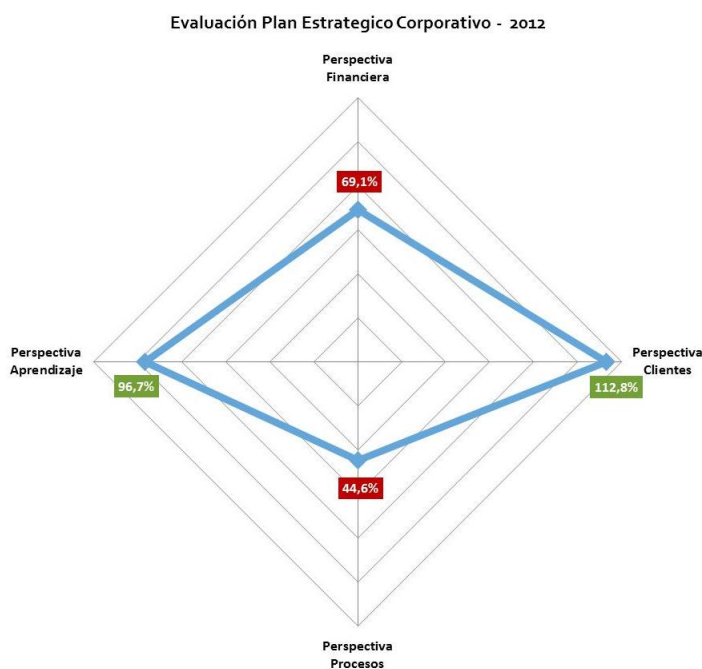 Evaluación Plan Estrategico Corporativo - 2012
Perspectiva
Financiera
69,1%
Perspectiva
Aprendizaje
96,7%
Perspectiva
Clientes
112,8%
44,6%
Perspectiva
Procesos